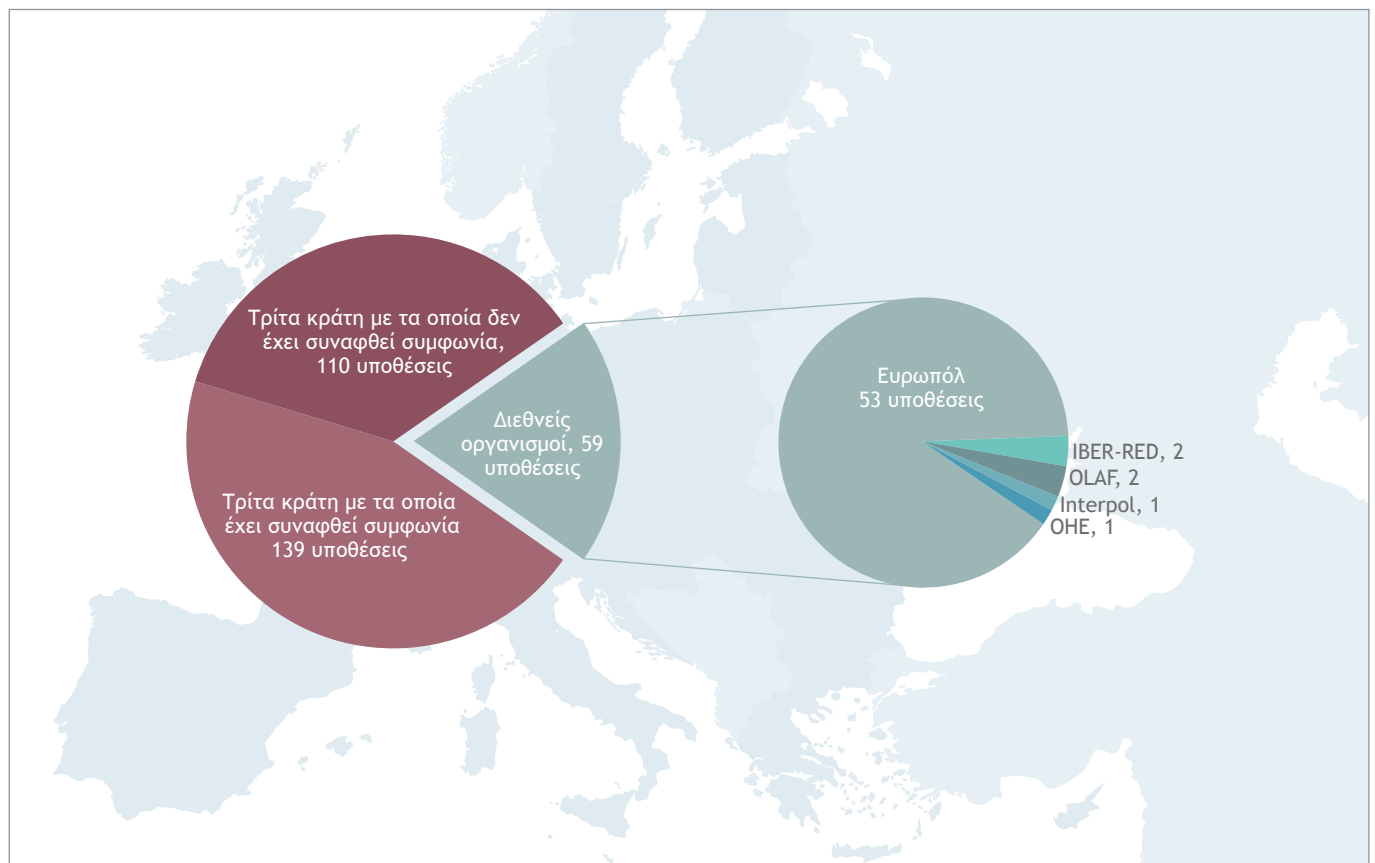 Τρίτα κράτη με τα οποία δεν
έχει συναφθεί συμφωνία,
110 υποθέσεις
Διεθνείς
οργανισμοί, 59
υποθέσεις
Τρίτα κράτη με τα οποία
έχει συναφθεί συμφωνία
139 υποθέσεις
Ευρωπόλ
53 υποθέσεις
IBER-RED, 2
OLAF, 2
Interpol, 1
ΟΗΕ, 1